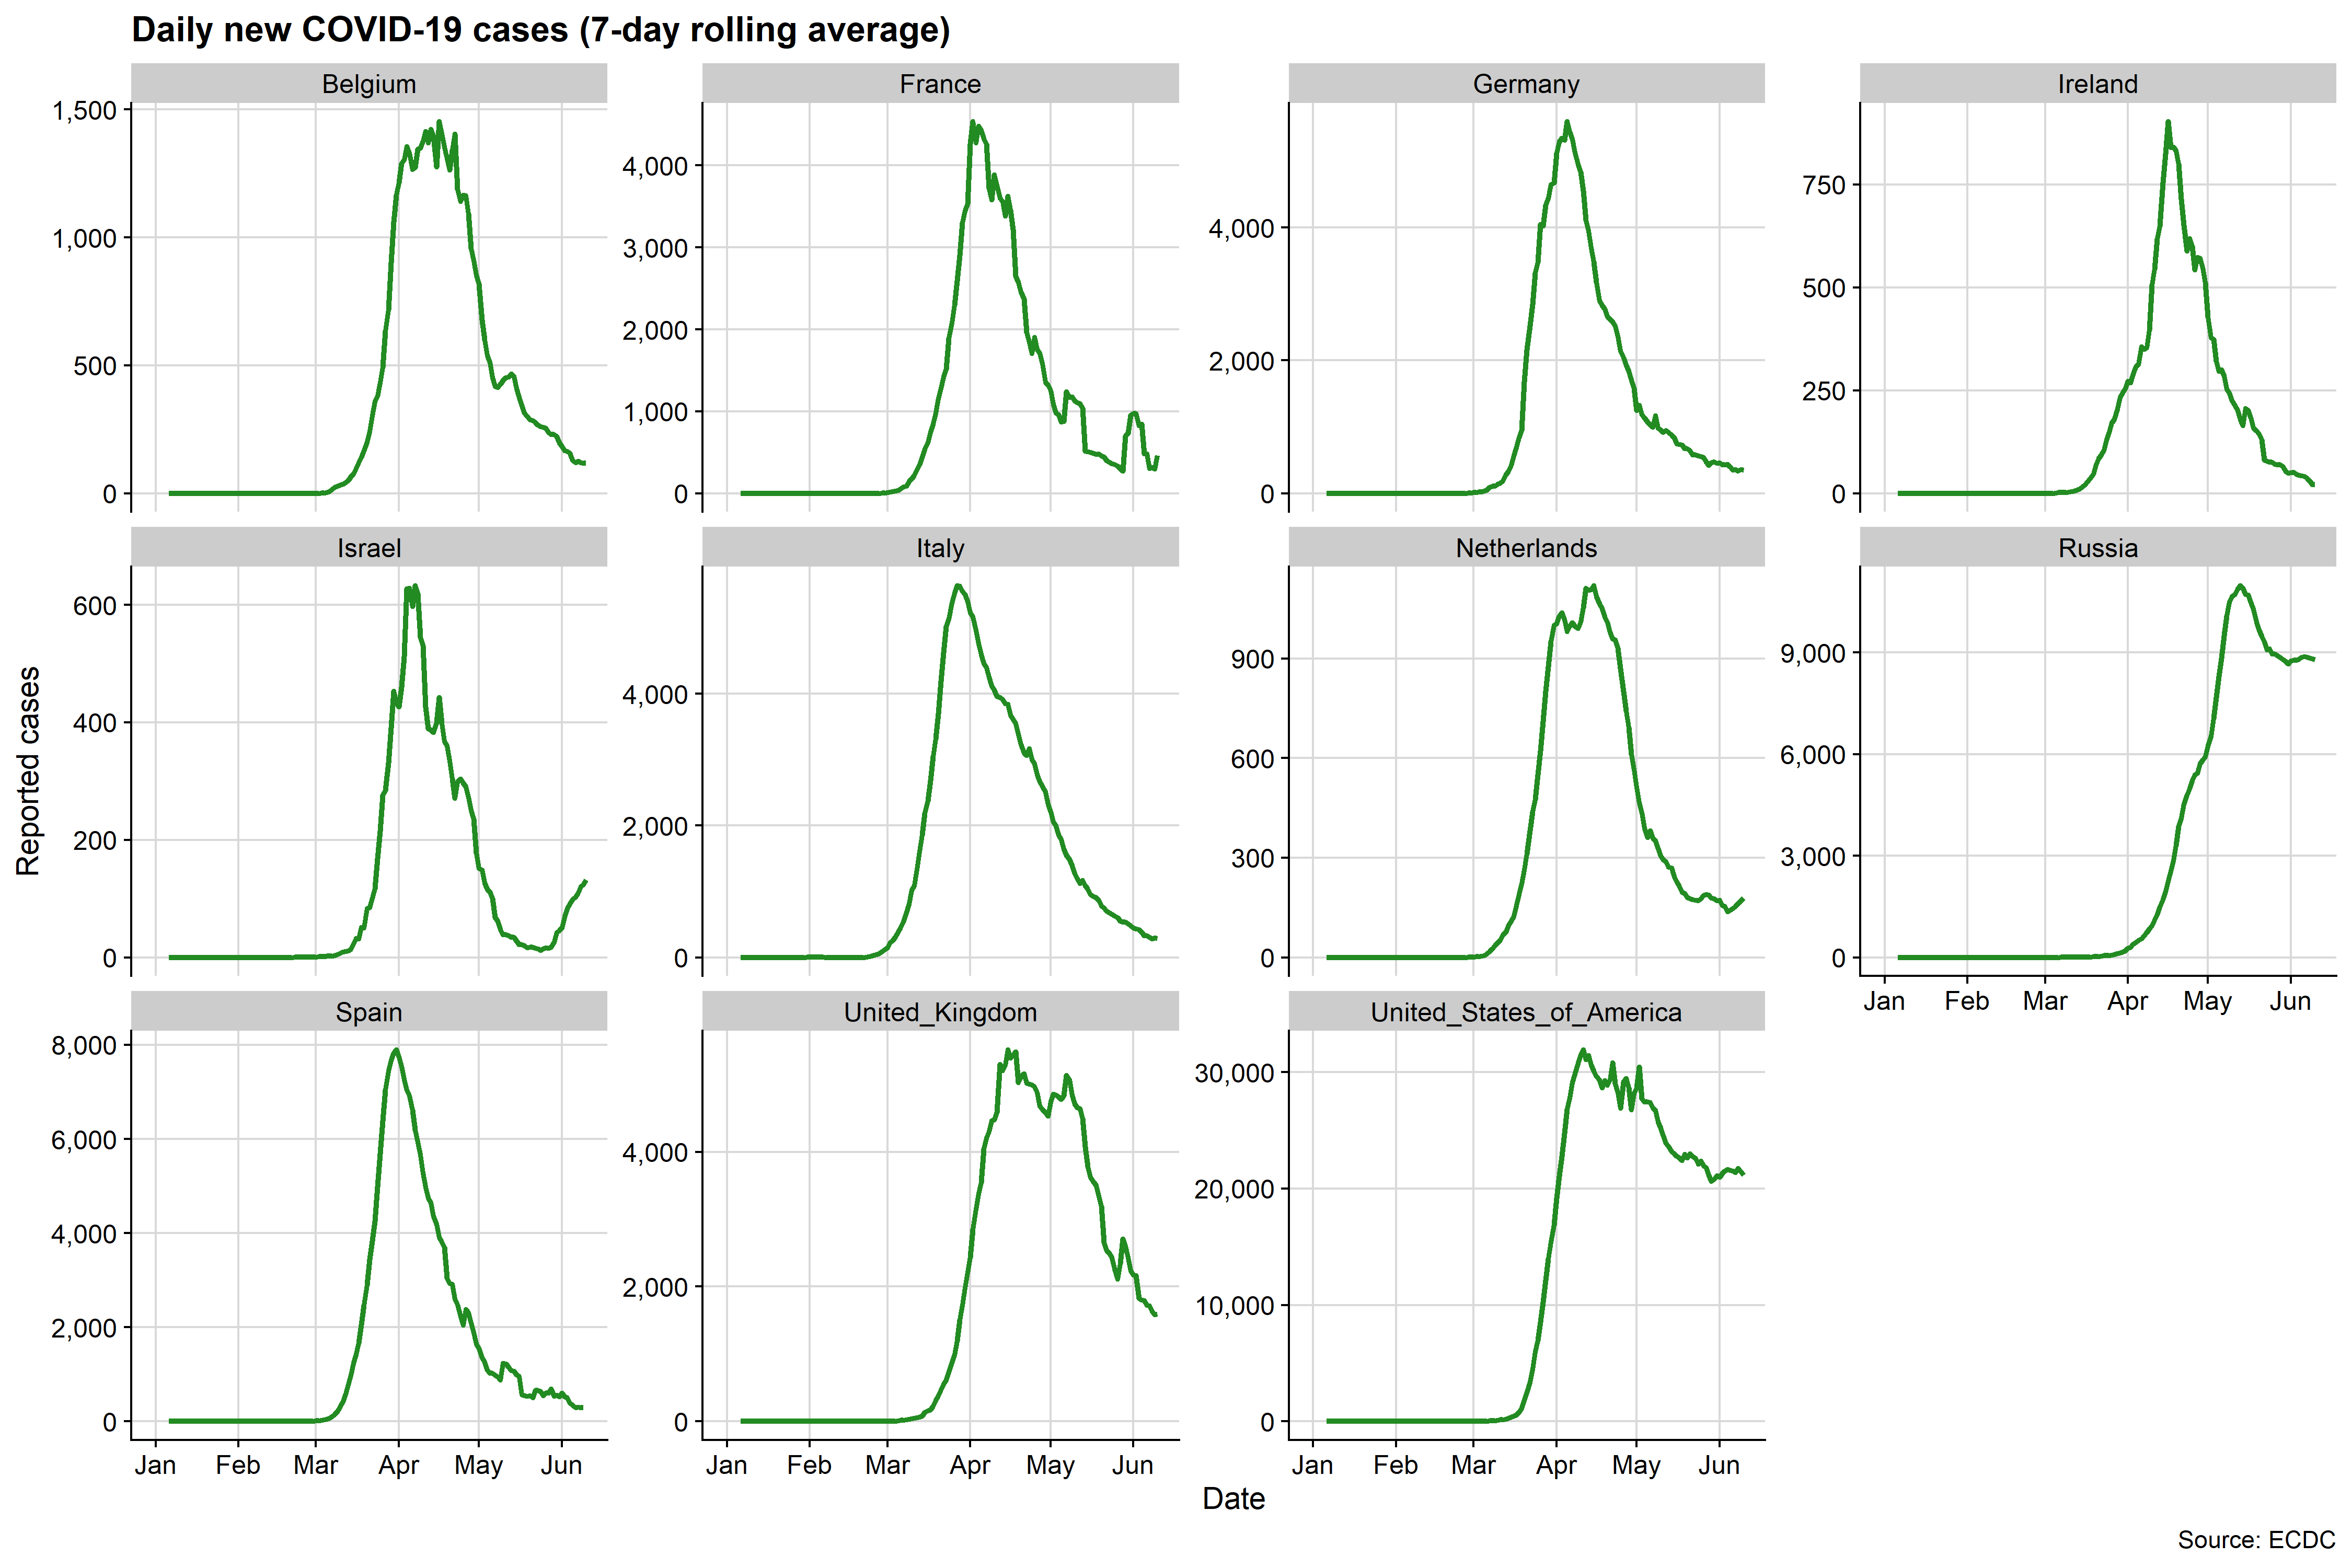 Daily new COVID-19 cases (7-day rolling average)
Belgium
France
Germany
Ireland
1,500
1,000
500
0
4,000
3,000
2,000
1,000
0
4,000
2,000
0
750
500
250
0
Israel
Italy
Netherlands
Russia
600
400
200
0
4,000
2,000
0
900
600
300
0
9,000
6,000
3,000
0
Jan Feb Mar Apr May Jun
Reported cases
Spain
United_Kingdom
United_States_of_America
8,000
6,000
4,000
2,000
0
4,000
2,000
0
30,000
20,000
10,000
0
Jan Feb Mar Apr May Jun
Jan Feb Mar Apr May Jun
Jan Feb Mar Apr May Jun
Date
Source: ECDC